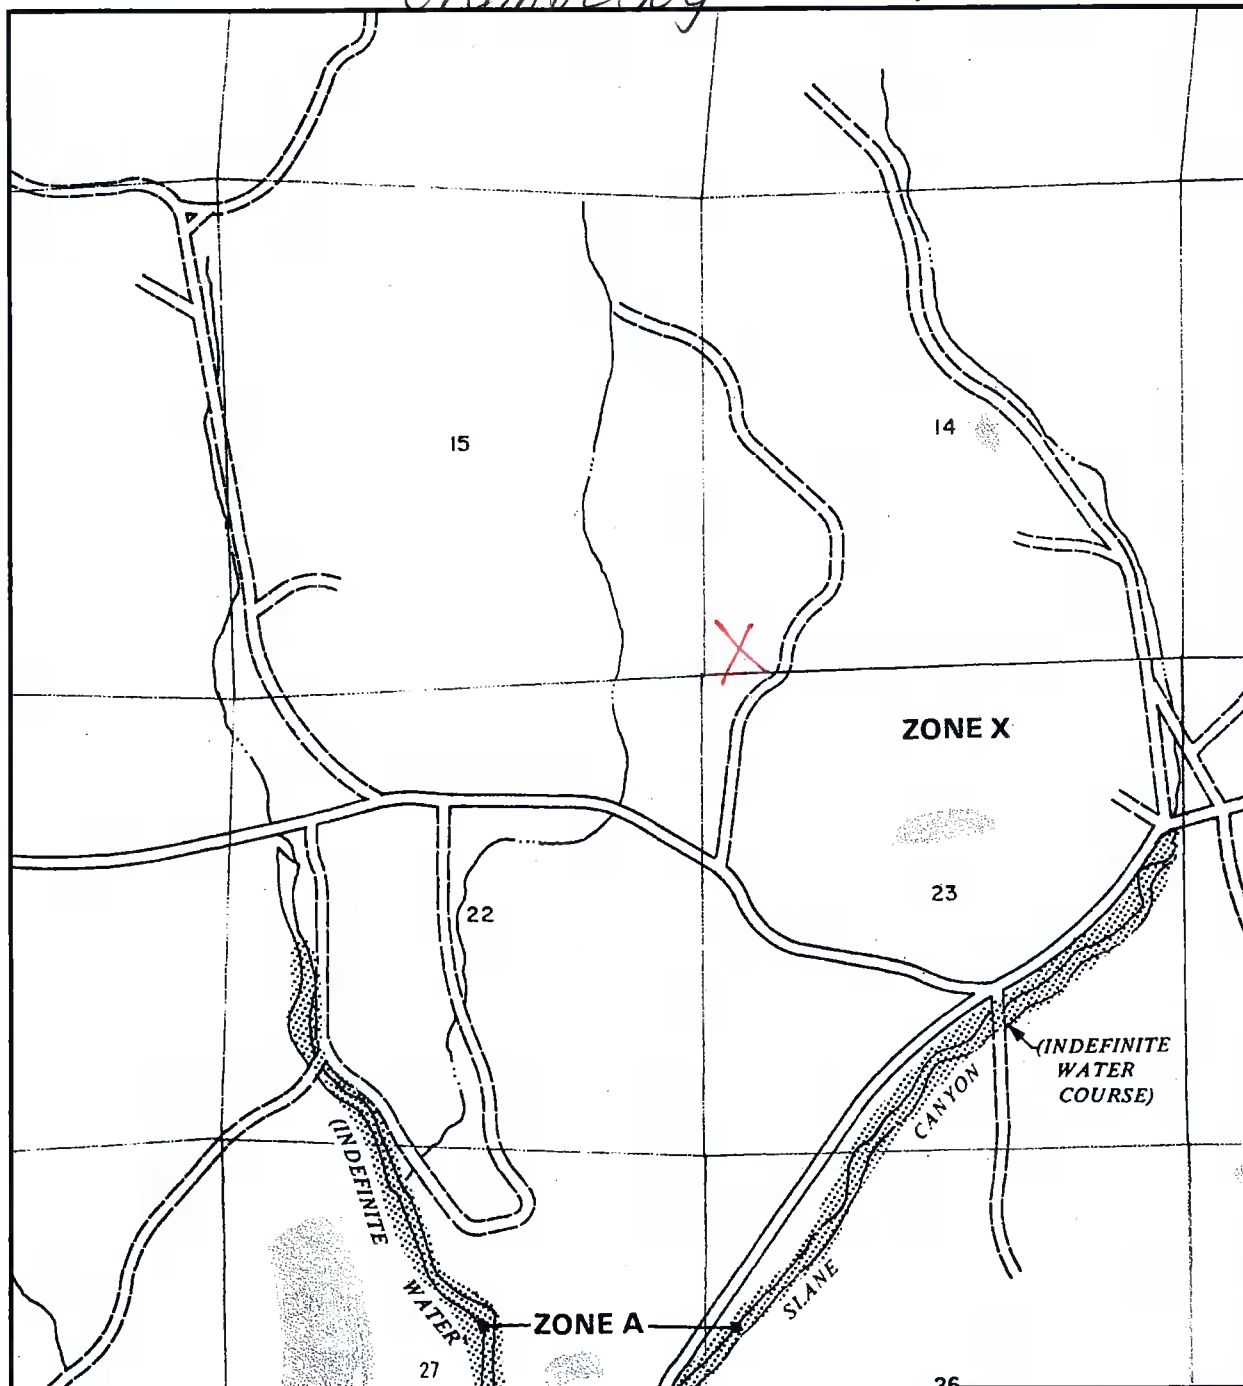 14
15
ZONE X
23
22
(INDEFINITE
WATER
COURSE)
CANYON
SLANE
(INDEFINITE
WATER
ZONE A
27